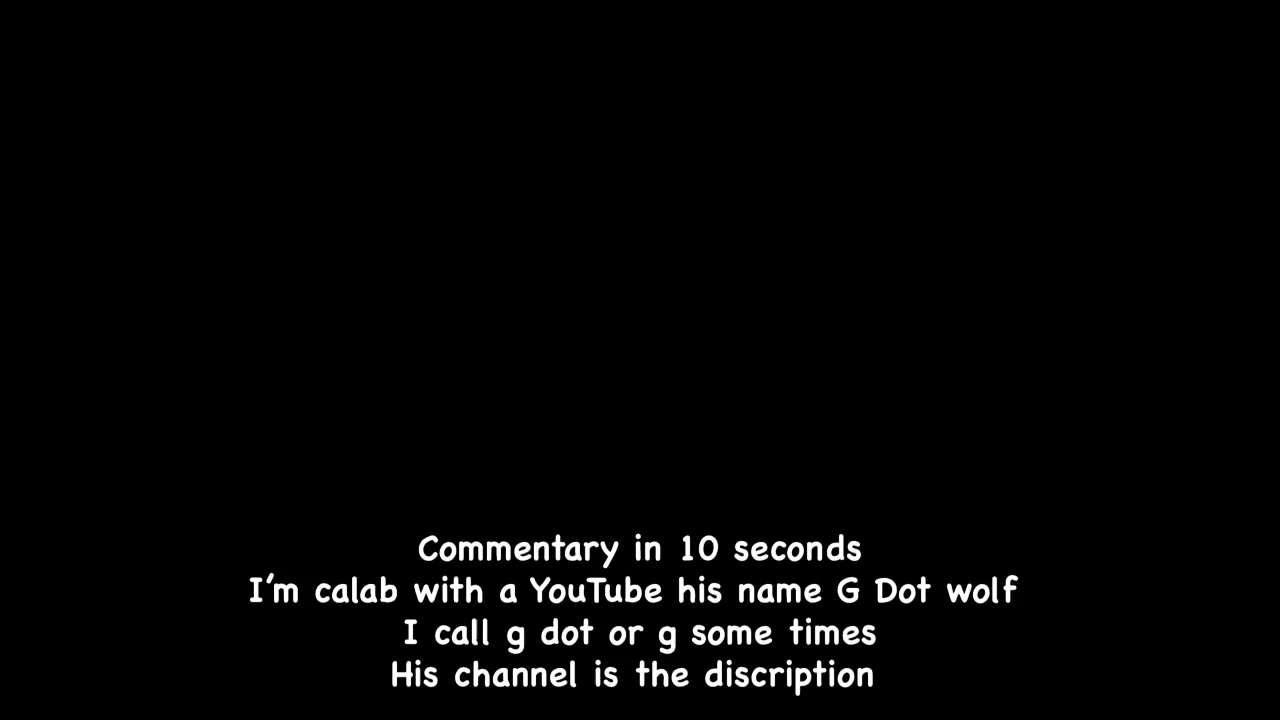 Commentary in 10 seconds
I'm calab with a YouTube his name G Dot wolf
I call g dot or g some times
His channel is the discription